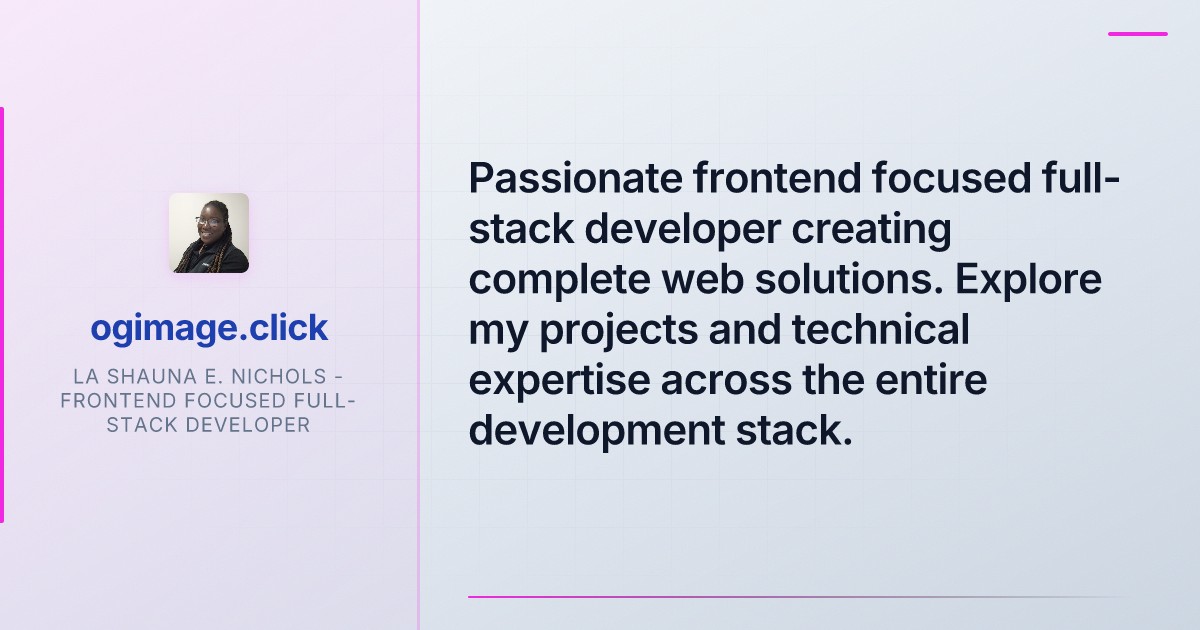 ogimage.click
LA SHAUNA E. NICHOLS -
FRONTEND FOCUSED FULL-
STACK DEVELOPER
Passionate frontend focused full-
stack developer creating
complete web solutions. Explore
my projects and technical
expertise across the entire
development stack.